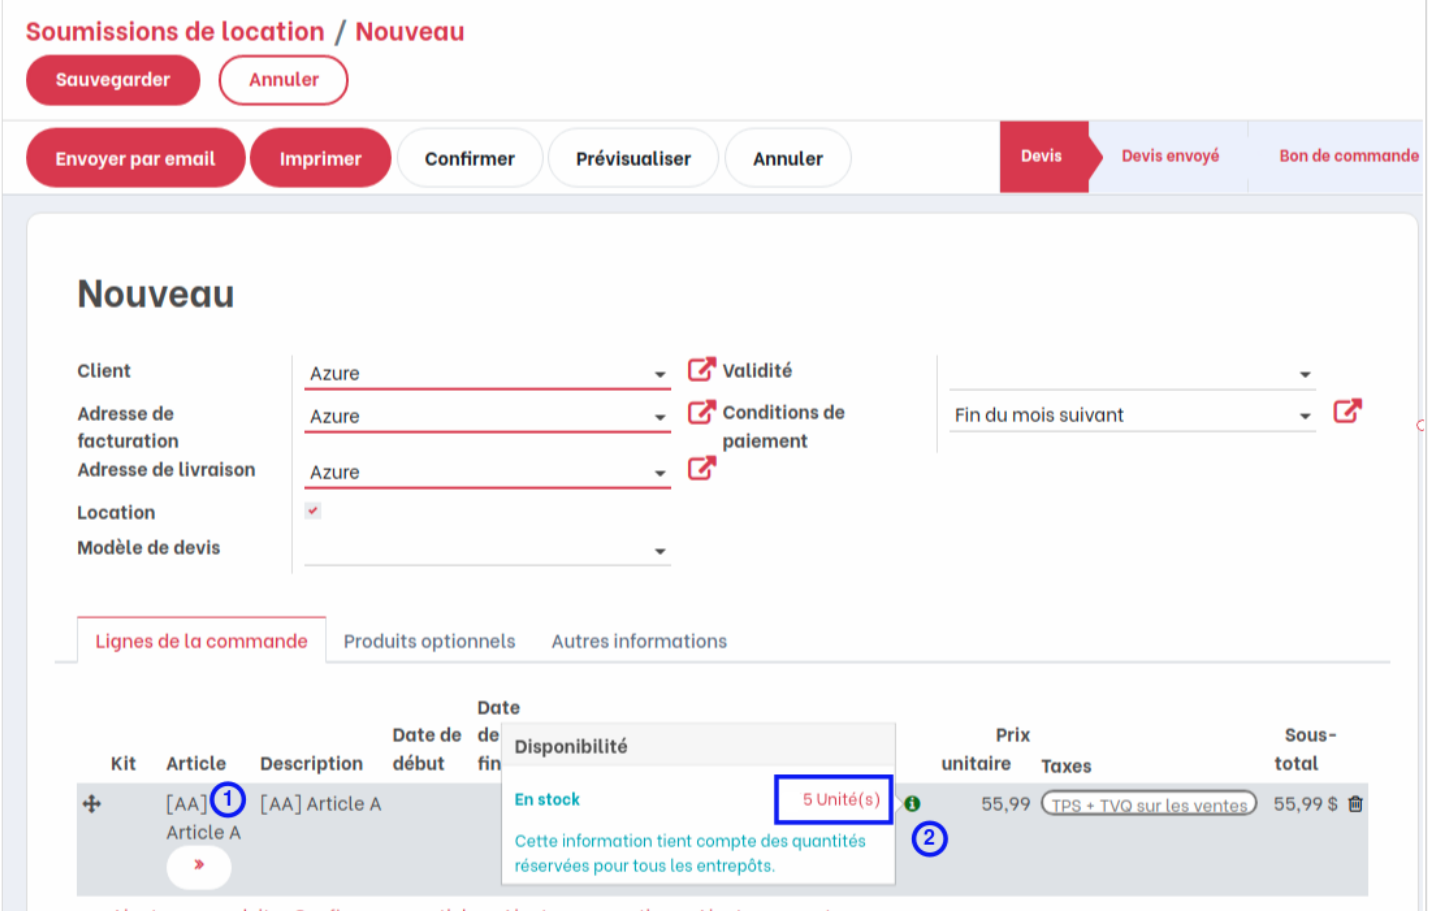 Soumissions de location / Nouveau
Sauvegarder Annuler
Envoyer par email Imprimer Confirmer Prévisualiser Annuler Devis Devis envoyé Bon de commande
Nouveau
Client Azure Validité
Adresse de facturation Azure Conditions de paiement Fin du mois suivant
Adresse de livraison Azure
Location
Modèle de devis
Lignes de la commande Produits optionnels Autres informations
Kit Article Description Date de début Date de fin Prix unitaire Taxes Sous-total
[AA] Article A 1 [AA] Article A 55,99 TPS + TVQ sur les ventes 55,99 $
Disponibilité
En stock 5 Unité(s)
2
Cette information tient compte des quantités
réservées pour tous les entrepôts.